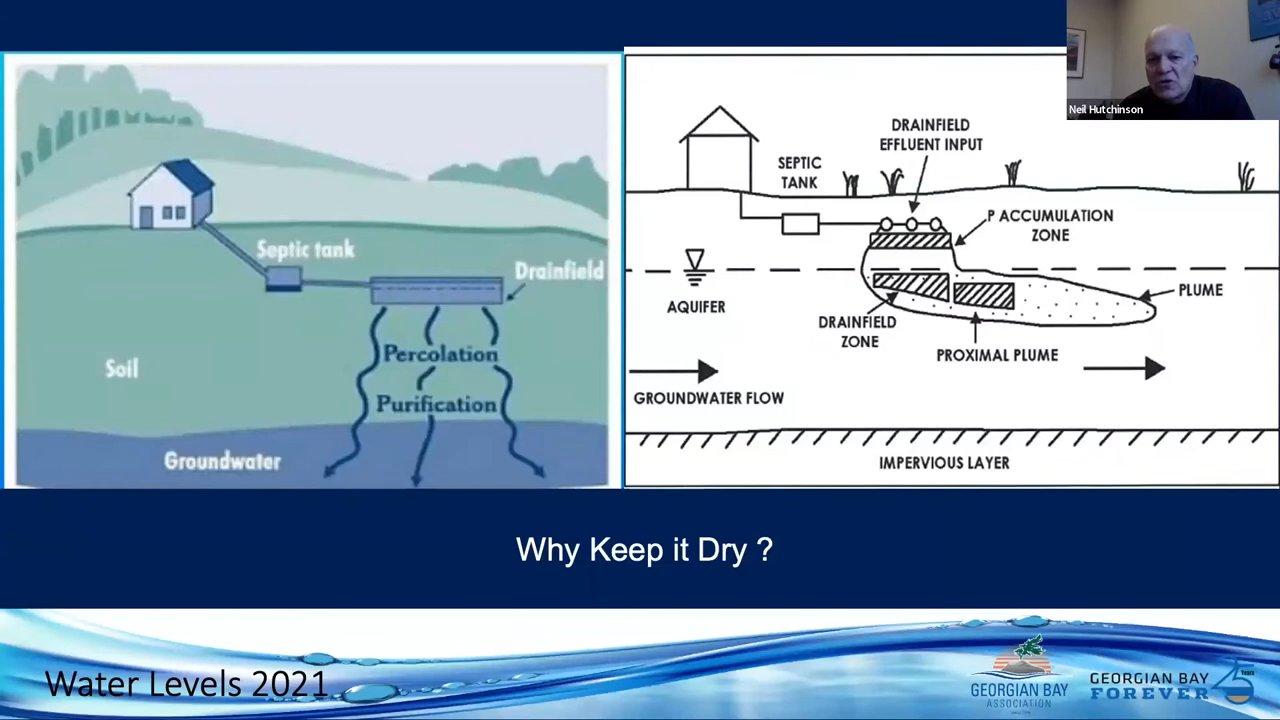 Neil Hutchinson
Septic tank
Drainfield
Soil
Percolation
Purification
Groundwater
DRAINFIELD
EFFLUENT INPUT
SEPTIC
TANK
P ACCUMULATION
ZONE
AQUIFER
PLUME
DRAINFIELD
ZONE
PROXIMAL PLUME
GROUNDWATER FLOW
IMPERVIOUS LAYER
Why Keep it Dry ?
Water Levels 2021
GEORGIAN BAY
ASSOCIATION
GEORGIAN BAY
FOREVER
25
Years